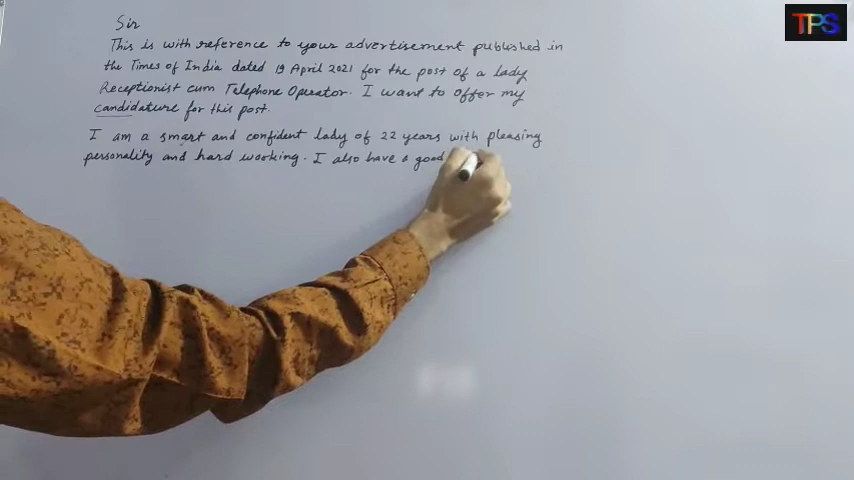 TPS
Sir
This is with reference to your advertisement published in
the Times of India dated 19 April 2021 for the post of a lady
Receptionist cum Telephone Operator. I want to offer my
candidature for this post.
I am a smart and confident lady of 22 years with pleasing
personality and hard working. I also have a good